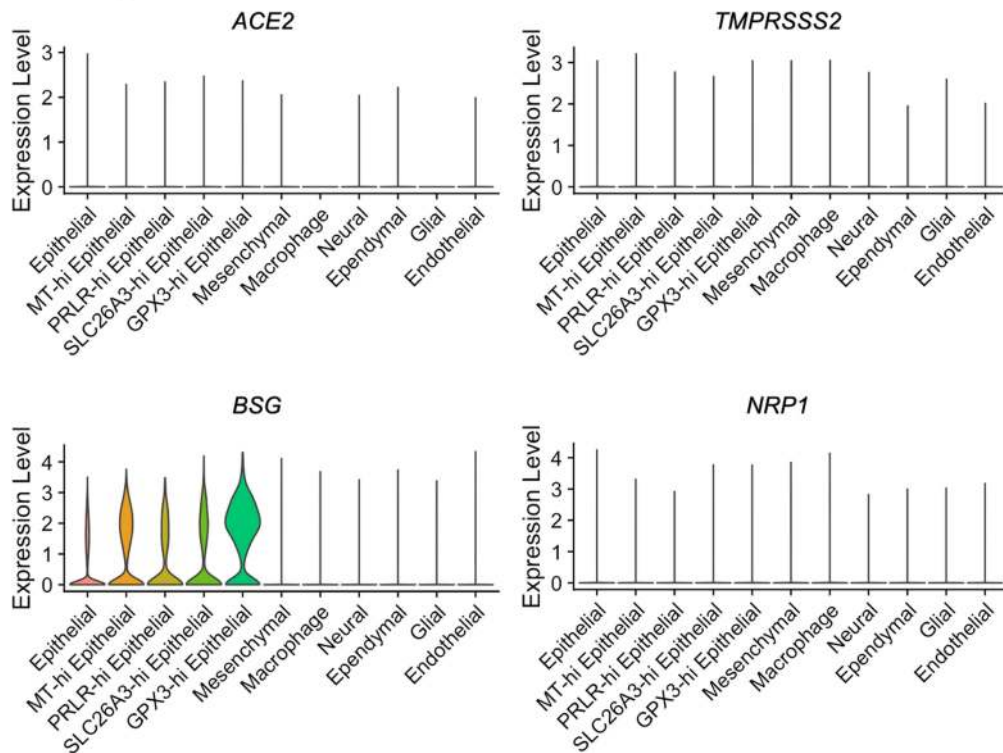 ACE2
Expression Level
3
2
1
0
Epithelial
MT-hi Epithelial
PRLR-hi Epithelial
SLC26A3-hi Epithelial
GPX3-hi Epithelial
Mesenchymal
Macrophage
Neural
Ependymal
Glial
Endothelial
TMPRSSS2
Expression Level
3
2
1
0
Epithelial
MT-hi Epithelial
PRLR-hi Epithelial
SLC26A3-hi Epithelial
GPX3-hi Epithelial
Mesenchymal
Macrophage
Neural
Ependymal
Glial
Endothelial
BSG
Expression Level
4
3
2
1
0
Epithelial
MT-hi Epithelial
PRLR-hi Epithelial
SLC26A3-hi Epithelial
GPX3-hi Epithelial
Mesenchymal
Macrophage
Neural
Ependymal
Glial
Endothelial
NRP1
Expression Level
4
3
2
1
0
Epithelial
MT-hi Epithelial
PRLR-hi Epithelial
SLC26A3-hi Epithelial
GPX3-hi Epithelial
Mesenchymal
Macrophage
Neural
Ependymal
Glial
Endothelial